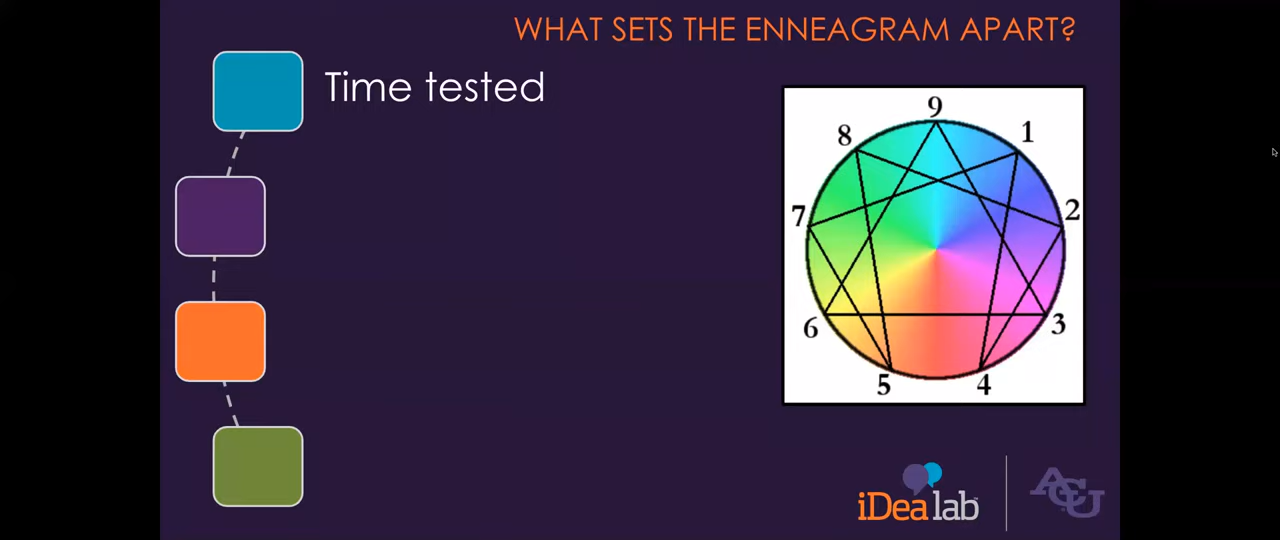 WHAT SETS THE ENNEAGRAM APART?
Time tested
9
8
1
7
2
6
3
5
4
iDea lab
ACU